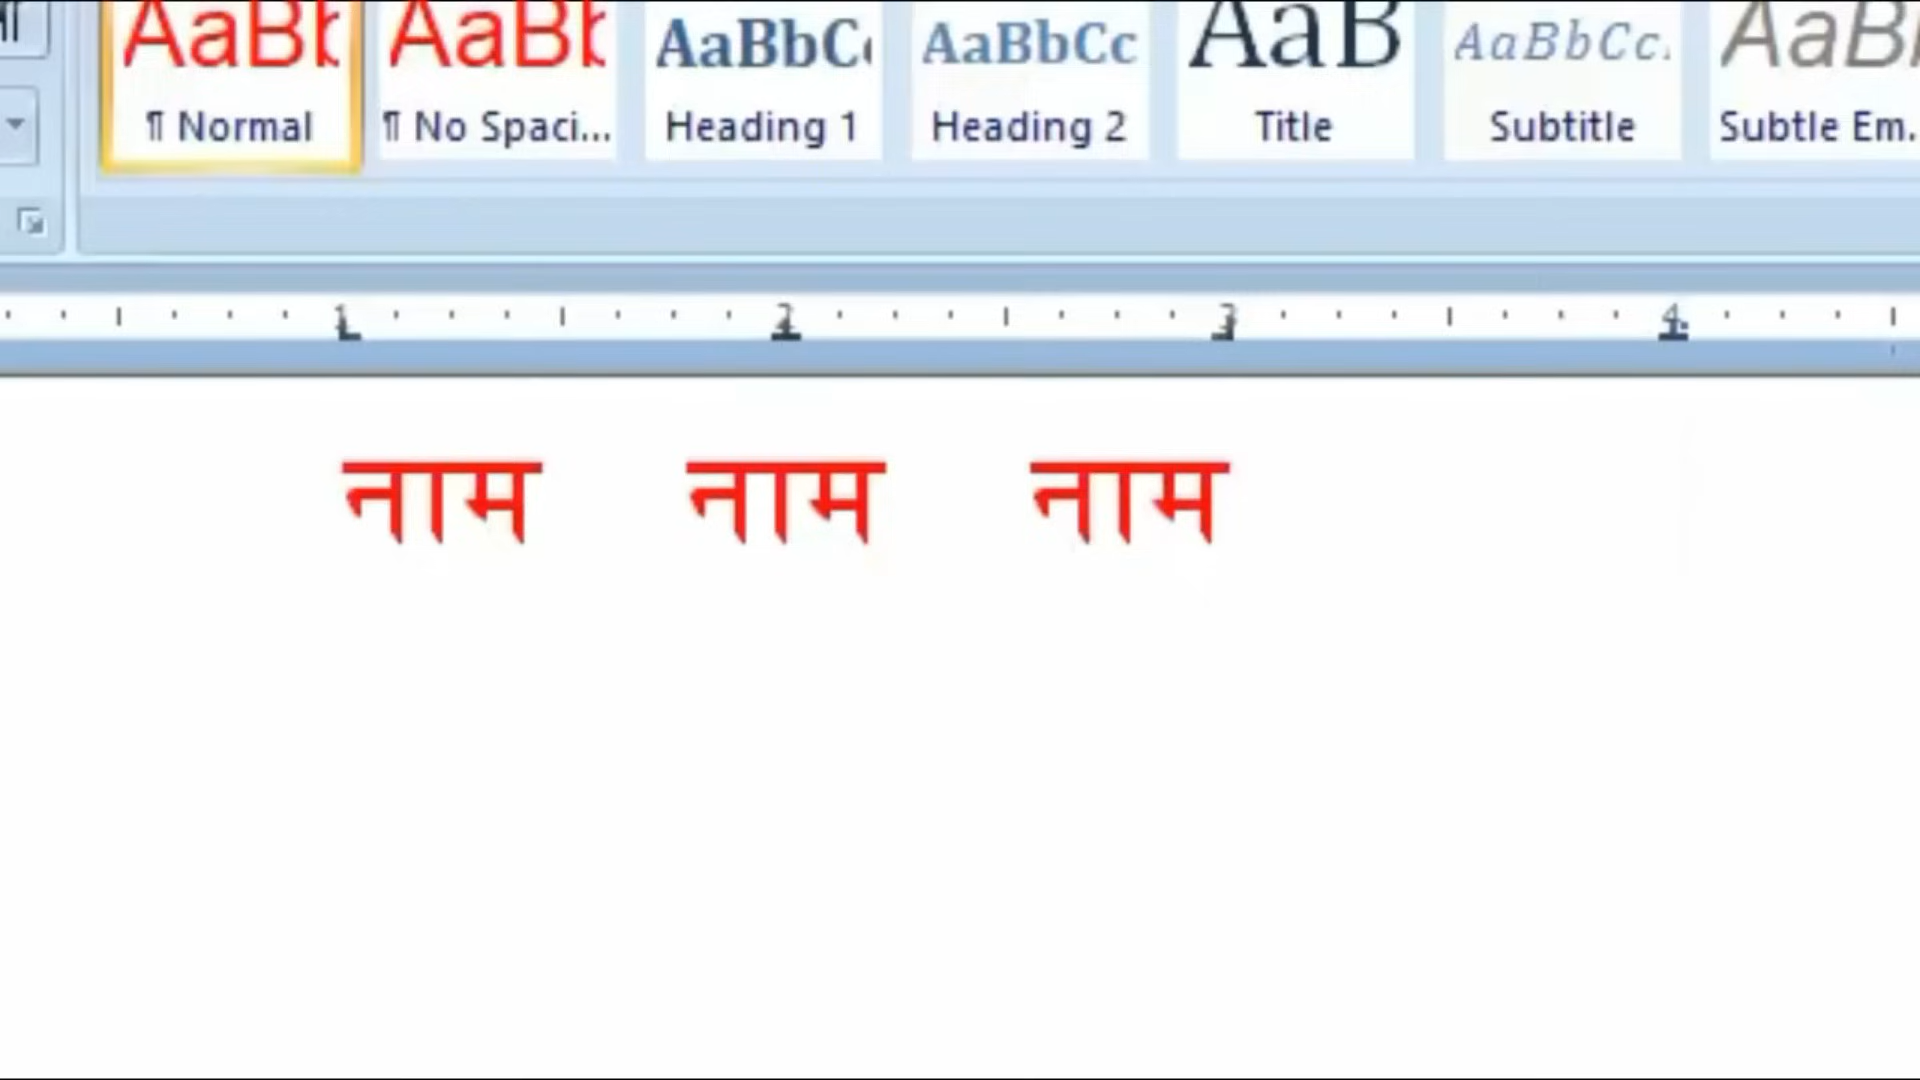 AaBb AaBb AaBbC AaBbCc AaB AaBbCc. AaB
¶ Normal ¶ No Spaci... Heading 1 Heading 2 Title Subtitle Subtle Em.
1 2 3 4
नाम नाम नाम